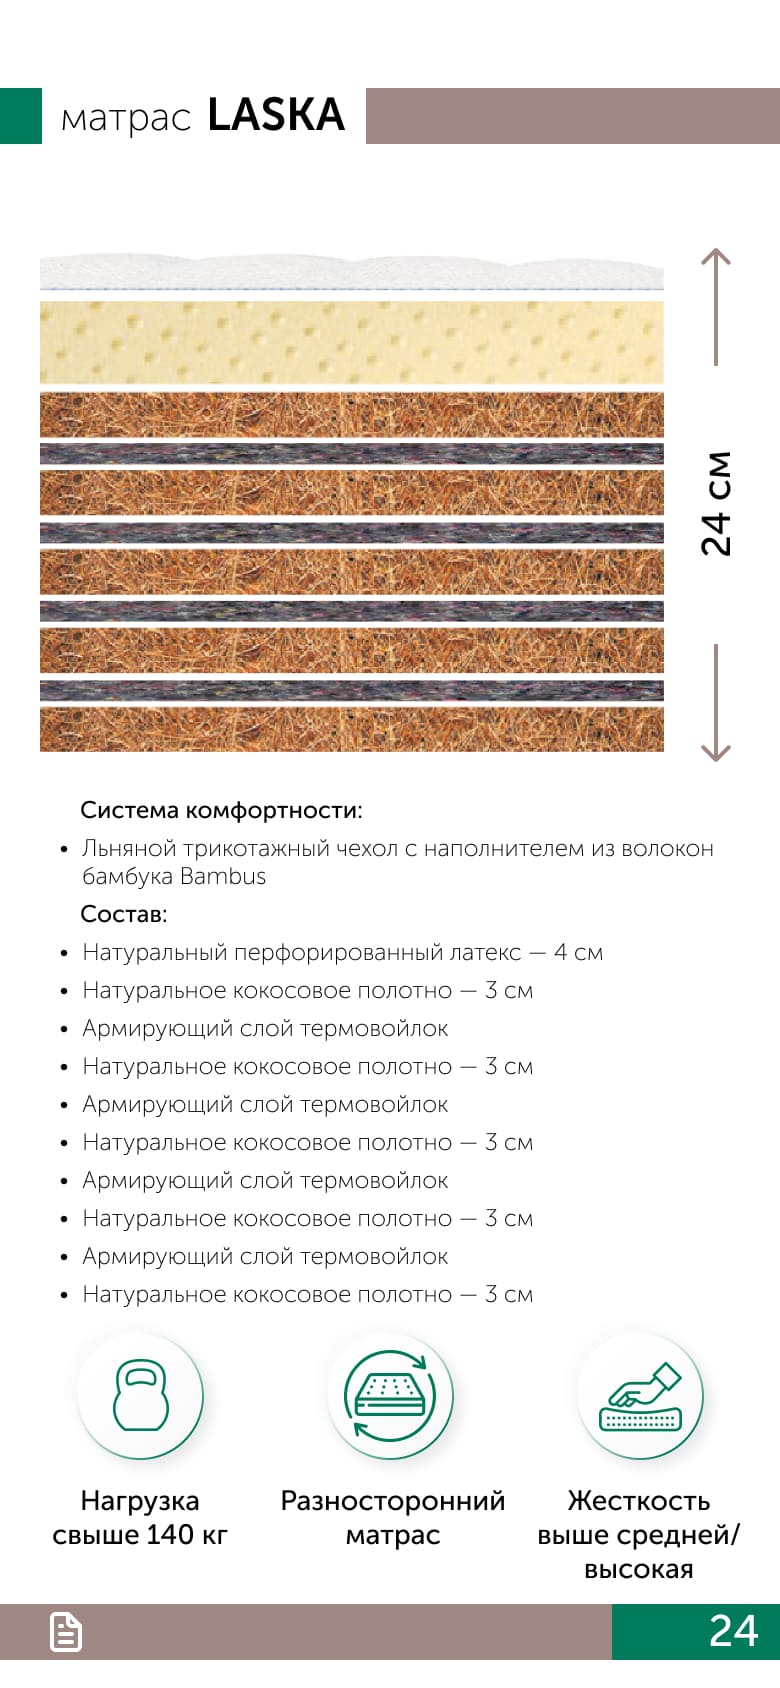 матрас LASKA
24 см
Система комфортности:
• Льняной трикотажный чехол с наполнителем из волокон
бамбука Bambus
Состав:
• Натуральный перфорированный латекс — 4 см
• Натуральное кокосовое полотно — 3 см
• Армирующий слой термовойлок
• Натуральное кокосовое полотно — 3 см
• Армирующий слой термовойлок
• Натуральное кокосовое полотно — 3 см
• Армирующий слой термовойлок
• Натуральное кокосовое полотно — 3 см
• Армирующий слой термовойлок
• Натуральное кокосовое полотно — 3 см
Нагрузка
свыше 140 кг
Разносторонний
матрас
Жесткость
выше средней/
высокая
24